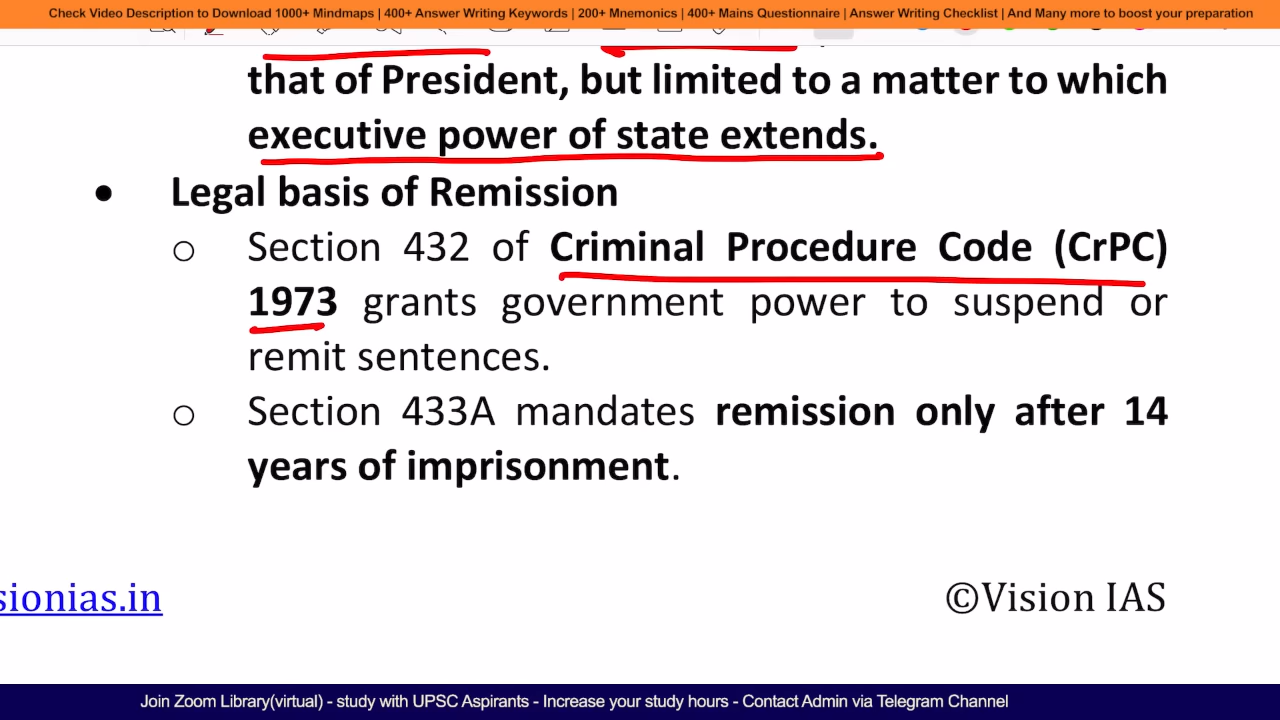 Check Video Description to Download 1000+ Mindmaps | 400+ Answer Writing Keywords | 200+ Mnemonics | 400+ Mains Questionnaire | Answer Writing Checklist | And Many more to boost your preparation
that of President, but limited to a matter to which
executive power of state extends.
• Legal basis of Remission
o Section 432 of Criminal Procedure Code (CrPC)
1973 grants government power to suspend or
remit sentences.
o Section 433A mandates remission only after 14
years of imprisonment.
sionias.in ©Vision IAS
Join Zoom Library(virtual) - study with UPSC Aspirants - Increase your study hours - Contact Admin via Telegram Channel